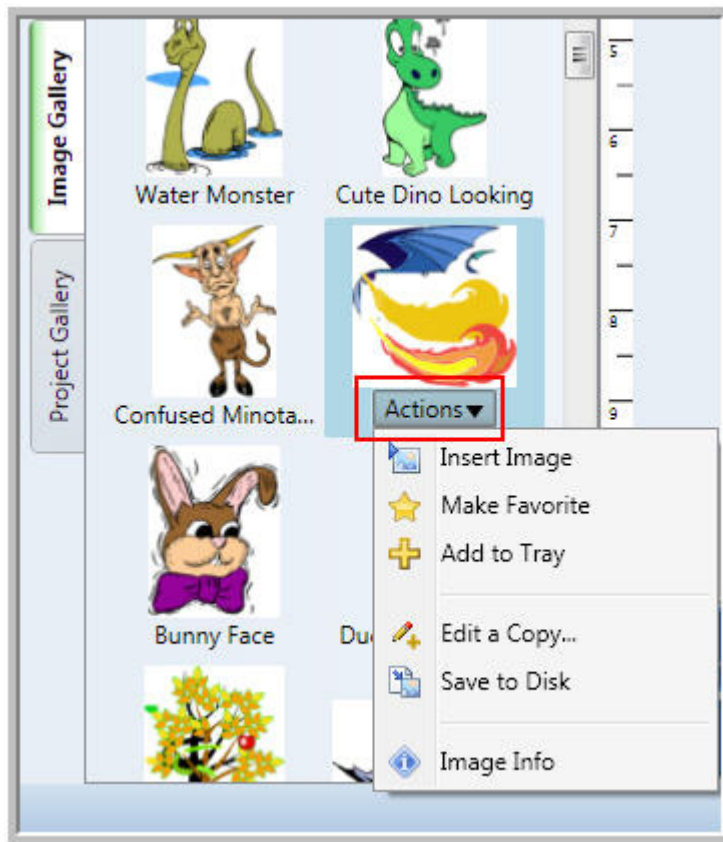 Image Gallery
Project Gallery
Water Monster
Cute Dino Looking
Confused Minota...
Actions▼
Bunny Face
Insert Image
Make Favorite
Add to Tray
Edit a Copy...
Save to Disk
Image Info
5
6
7
8
9